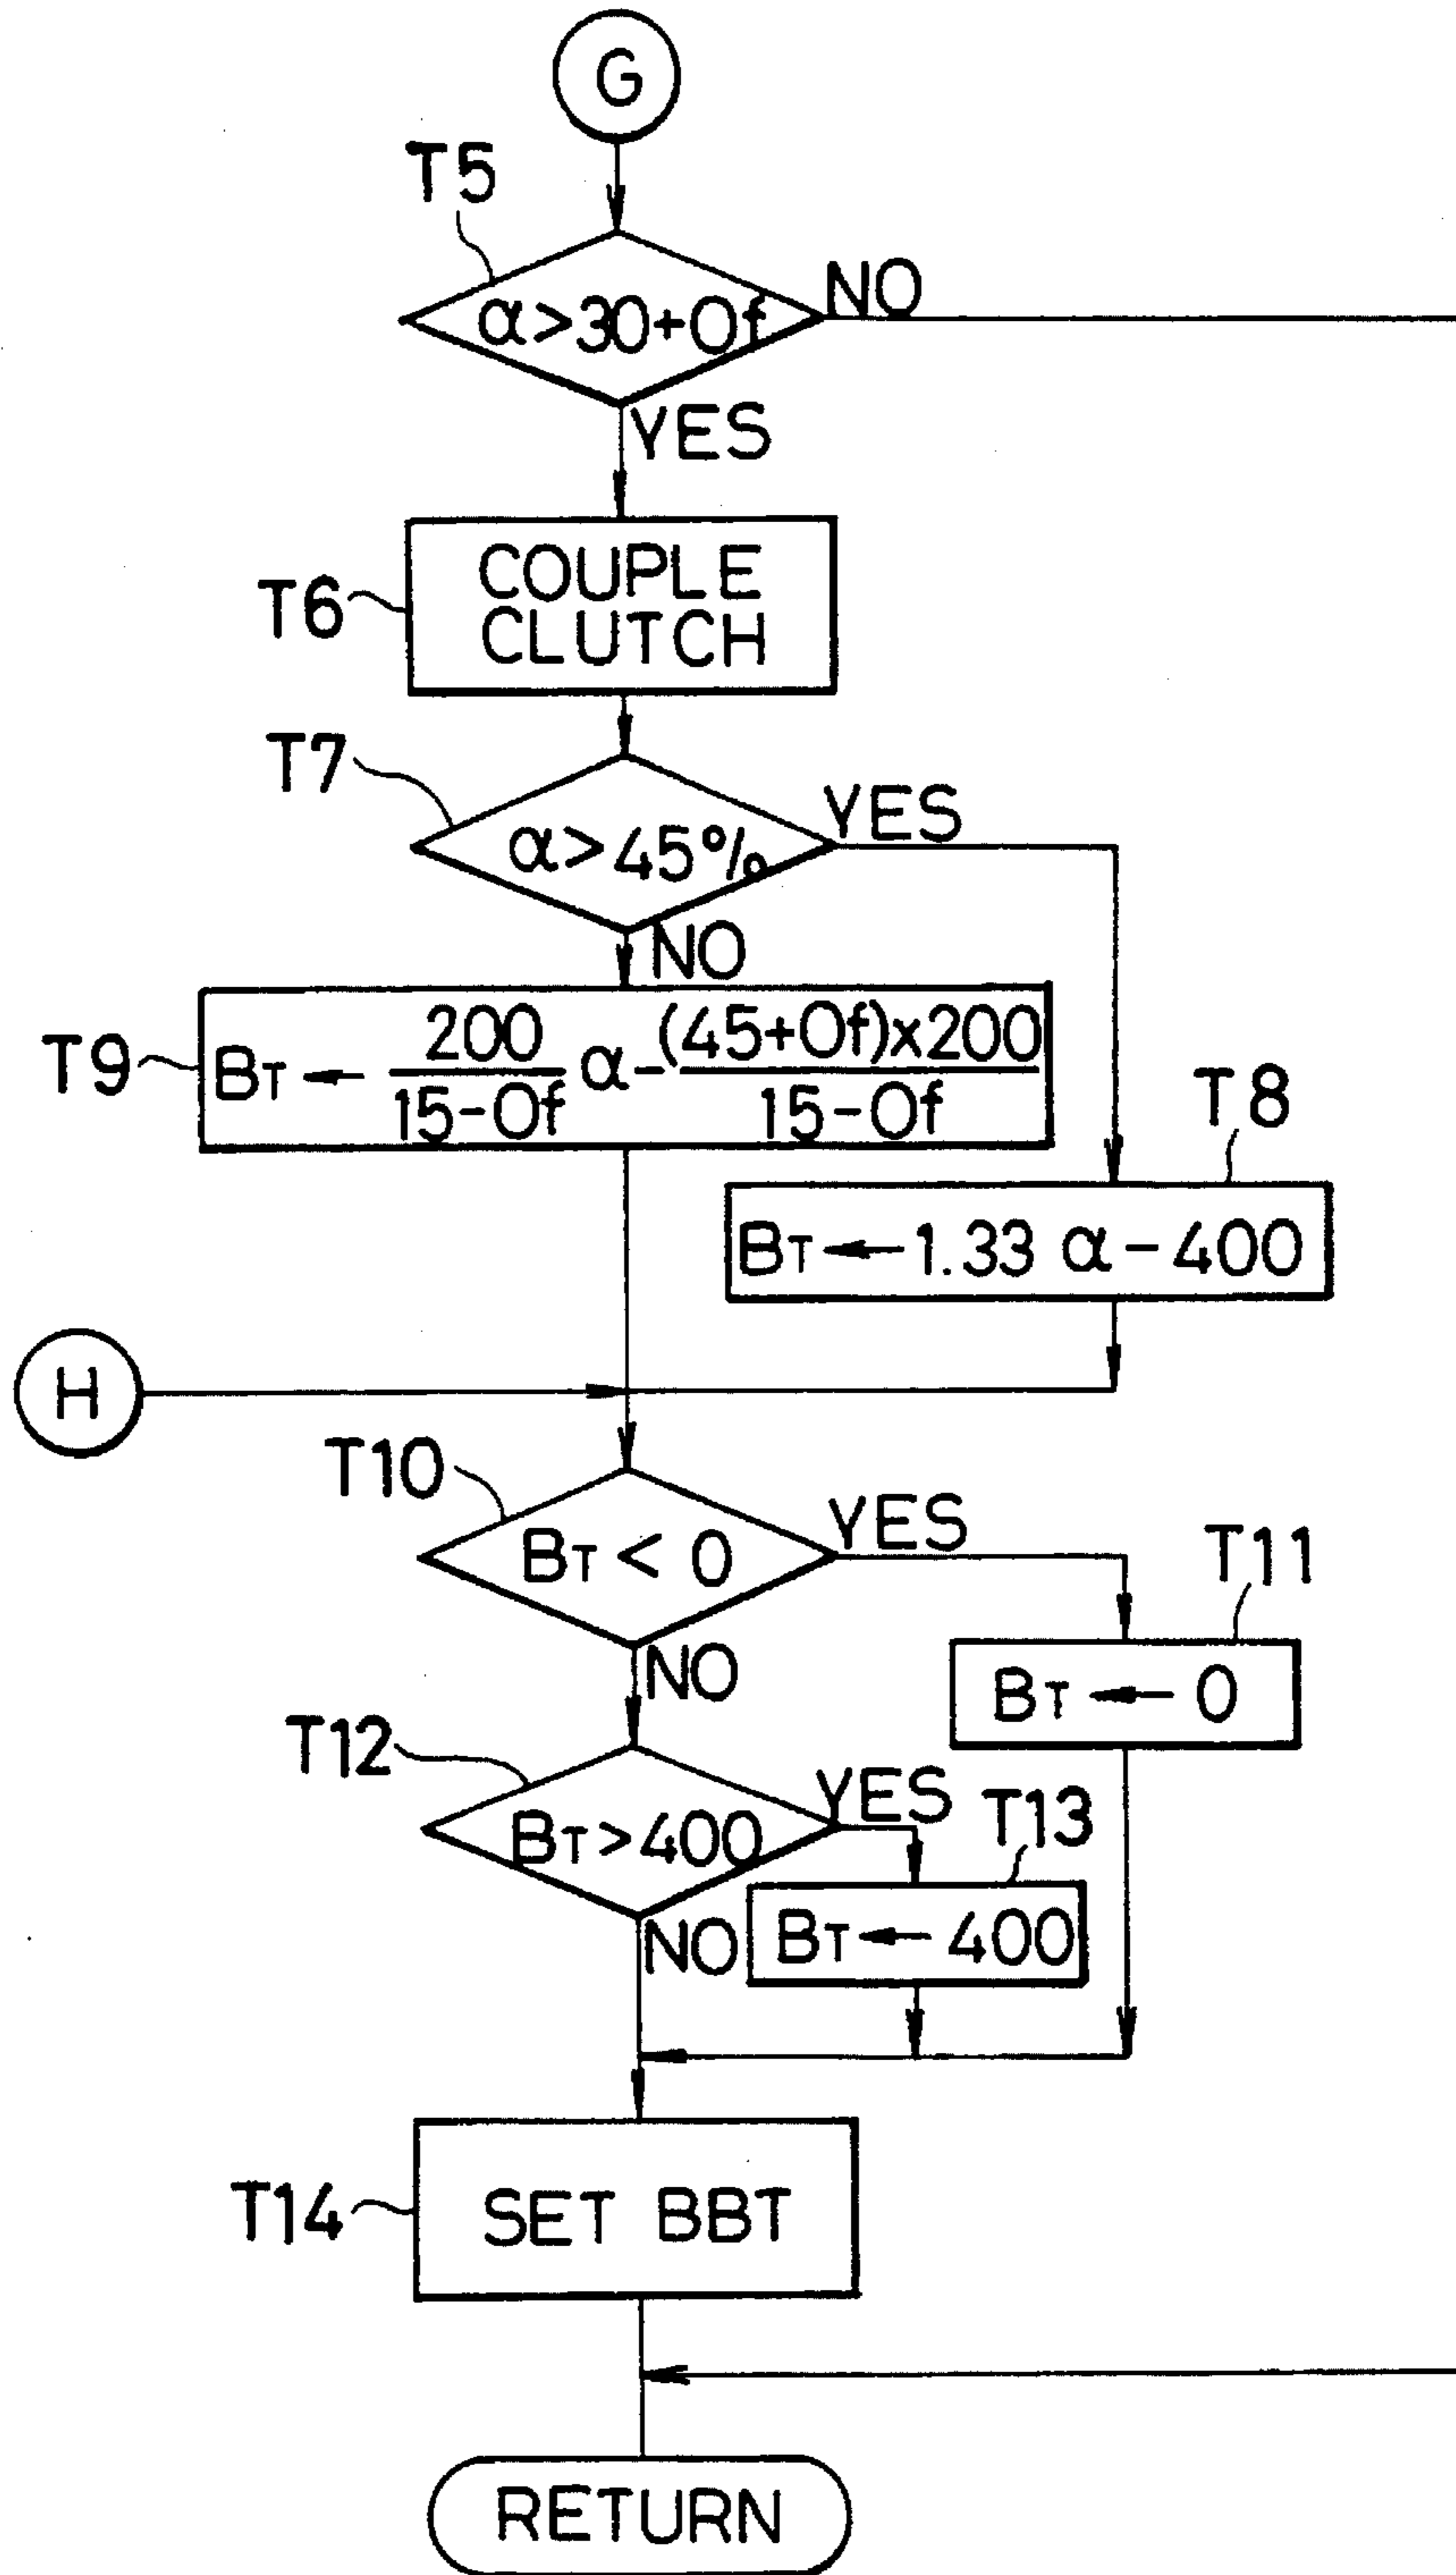 G
T5
α>30+Of
NO
YES
T6
COUPLE
CLUTCH
T7
α>45%
YES
NO
T9
BT ← 200/15-Of α-(45+Of)x200/15-Of
T8
BT ← 1.33 α - 400
H
T10
BT < 0
YES
T11
BT ← 0
NO
T12
BT>400
YES
T13
BT ← 400
NO
T14
SET BBT
RETURN